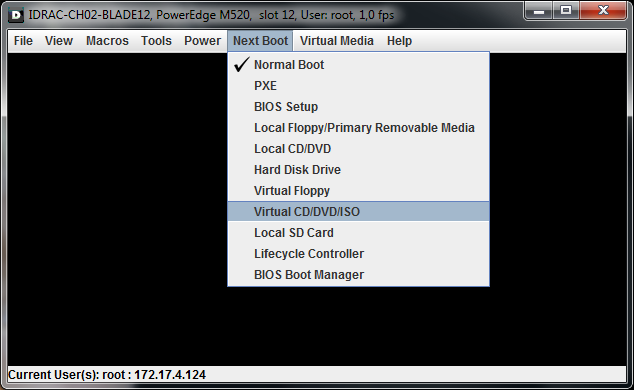 IDRAC-CH02-BLADE12, PowerEdge M520, slot 12, User: root, 1,0 fps
File View Macros Tools Power Next Boot Virtual Media Help
Normal Boot
PXE
BIOS Setup
Local Floppy/Primary Removable Media
Local CD/DVD
Hard Disk Drive
Virtual Floppy
Virtual CD/DVD/ISO
Local SD Card
Lifecycle Controller
BIOS Boot Manager
Current User(s): root : 172.17.4.124